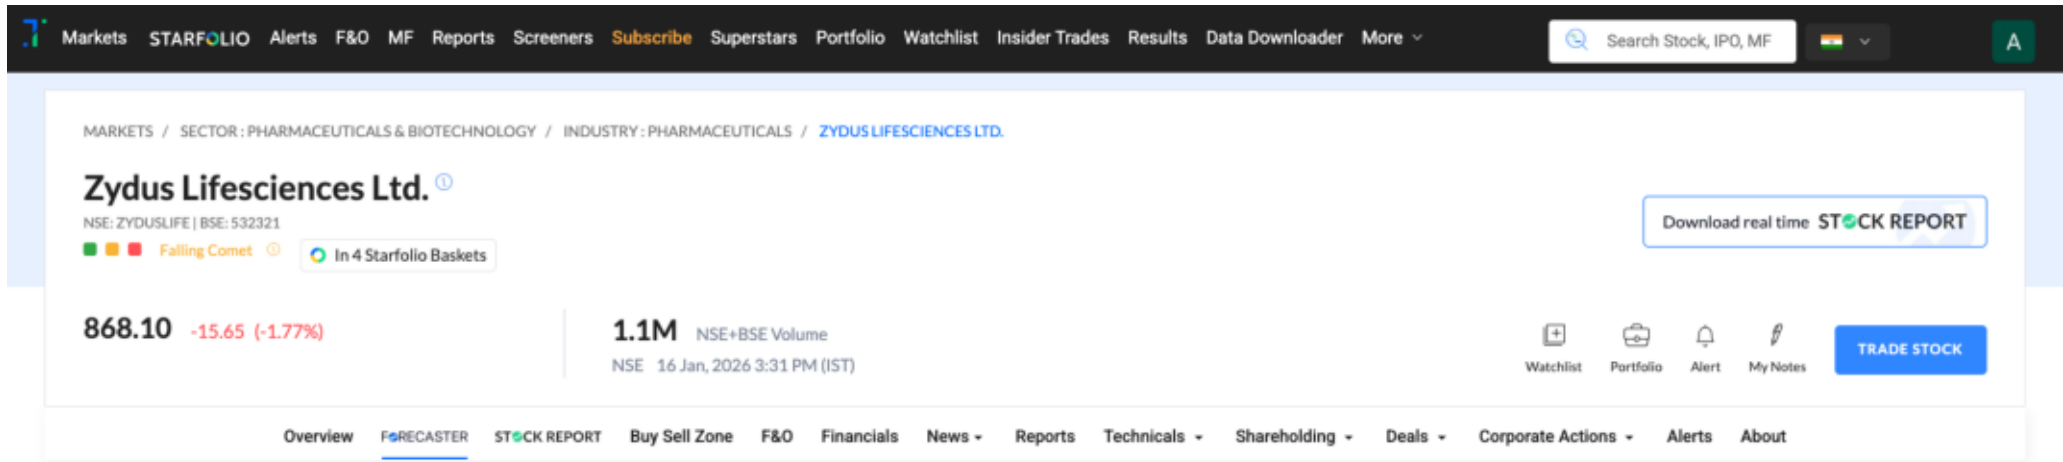 Markets STARFOLIO Alerts F&O MF Reports Screeners Subscribe Superstars Portfolio Watchlist Insider Trades Results Data Downloader More Search Stock, IPO, MF A
MARKETS / SECTOR : PHARMACEUTICALS & BIOTECHNOLOGY / INDUSTRY : PHARMACEUTICALS / ZYDUS LIFESCIENCES LTD.
Zydus Lifesciences Ltd.
NSE: ZYDUSLIFE | BSE: 532321
Download real time STOCK REPORT
Falling Comet In 4 Starfolio Baskets
868.10 -15.65 (-1.77%) 1.1M NSE+BSE Volume
NSE 16 Jan, 2026 3:31 PM (IST)
Watchlist Portfolio Alert My Notes TRADE STOCK
Overview FORECASTER STOCK REPORT Buy Sell Zone F&O Financials News Reports Technicals Shareholding Deals Corporate Actions Alerts About